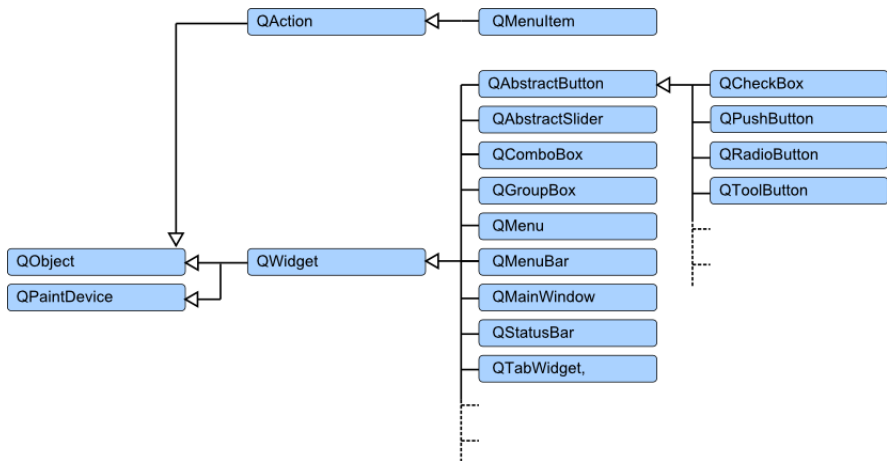 QAction
QMenuItem
QAbstractButton
QCheckBox
QAbstractSlider
QPushButton
QComboBox
QRadioButton
QGroupBox
QToolButton
QMenu
QObject
QWidget
QMenuBar
QPaintDevice
QMainWindow
QStatusBar
QTabWidget,